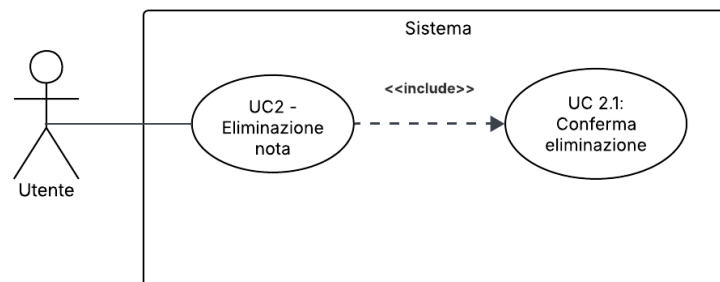 Sistema
<<include>>
UC2 -
Eliminazione
nota
UC 2.1:
Conferma
eliminazione
Utente